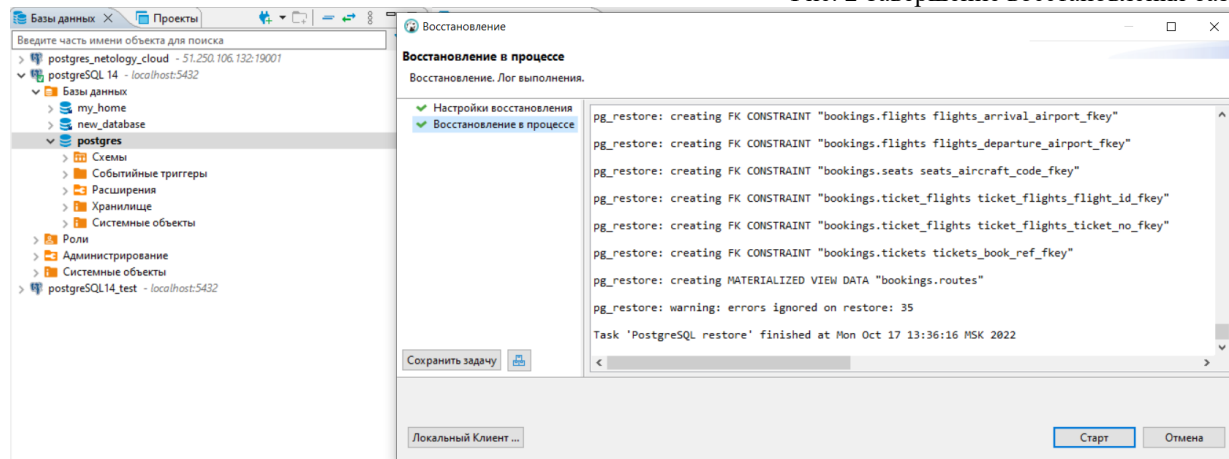 Рис. 2 Завершение восстановления баз
Базы данных
Проекты
Введите часть имени объекта для поиска
postgres_netology_cloud - 51.250.106.132:19001
postgreSQL 14 - localhost:5432
Базы данных
my_home
new_database
postgres
Схемы
Событийные триггеры
Расширения
Хранилище
Системные объекты
Роли
Администрирование
Системные объекты
postgreSQL14_test - localhost:5432
Восстановление
Восстановление в процессе
Восстановление. Лог выполнения.
Настройки восстановления
Восстановление в процессе
pg_restore: creating FK CONSTRAINT "bookings.flights flights_arrival_airport_fkey"
pg_restore: creating FK CONSTRAINT "bookings.flights flights_departure_airport_fkey"
pg_restore: creating FK CONSTRAINT "bookings.seats seats_aircraft_code_fkey"
pg_restore: creating FK CONSTRAINT "bookings.ticket_flights ticket_flights_flight_id_fkey"
pg_restore: creating FK CONSTRAINT "bookings.ticket_flights ticket_flights_ticket_no_fkey"
pg_restore: creating FK CONSTRAINT "bookings.tickets tickets_book_ref_fkey"
pg_restore: creating MATERIALIZED VIEW DATA "bookings.routes"
pg_restore: warning: errors ignored on restore: 35
Task 'PostgreSQL restore' finished at Mon Oct 17 13:36:16 MSK 2022
Сохранить задачу
Локальный Клиент ...
Старт
Отмена